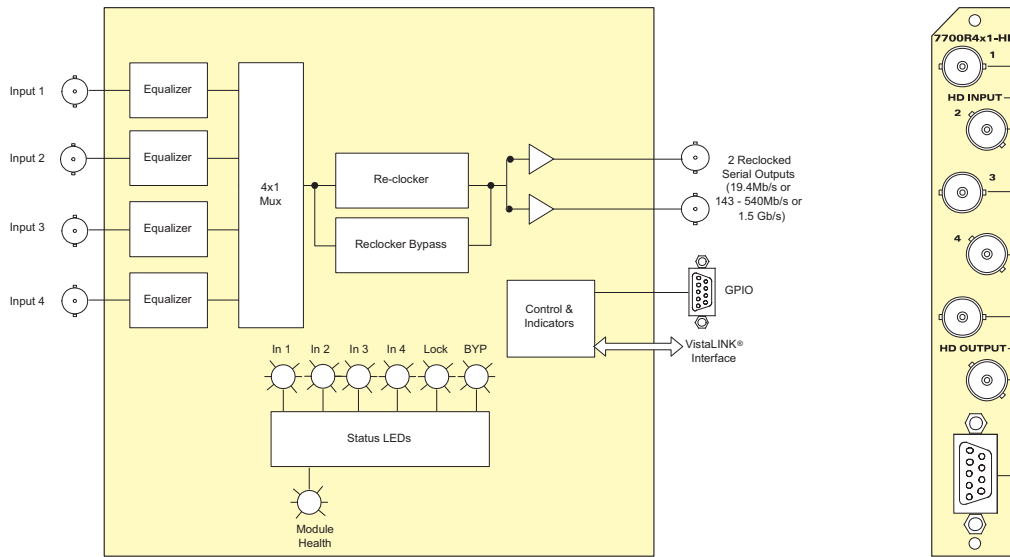 Input 1
Equalizer
Input 2
Equalizer
Input 3
Equalizer
Input 4
Equalizer
4x1
Mux
Re-clocker
Reclocker Bypass
2 Reclocked
Serial Outputs
(19.4Mb/s or
143 - 540Mb/s or
1.5 Gb/s)
Control &
Indicators
GPIO
VistaLINK®
Interface
In 1
In 2
In 3
In 4
Lock
BYP
Status LEDs
Module
Health
7700R4x1-H
1
HD INPUT
2
3
4
HD OUTPUT